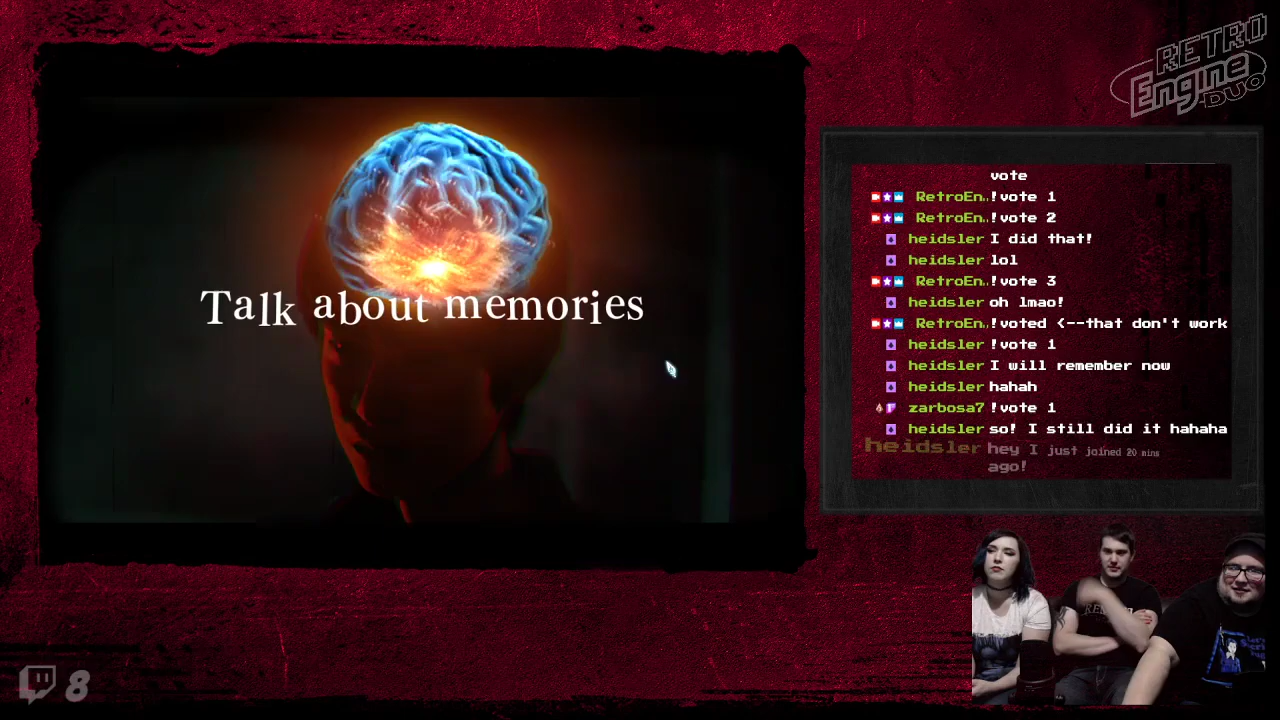 RETRO
Engine
DUO
Talk about memories
vote
RetroEn..!vote 1
RetroEn..!vote 2
heidsler I did that!
heidsler lol
RetroEn..!vote 3
heidsler oh lmao!
RetroEn..!voted <--that don't work
heidsler !vote 1
heidsler I will remember now
heidsler hahah
zarbosa7 !vote 1
heidsler so! I still did it hahaha
heidsler hey I just joined 20 mins
ago!
8